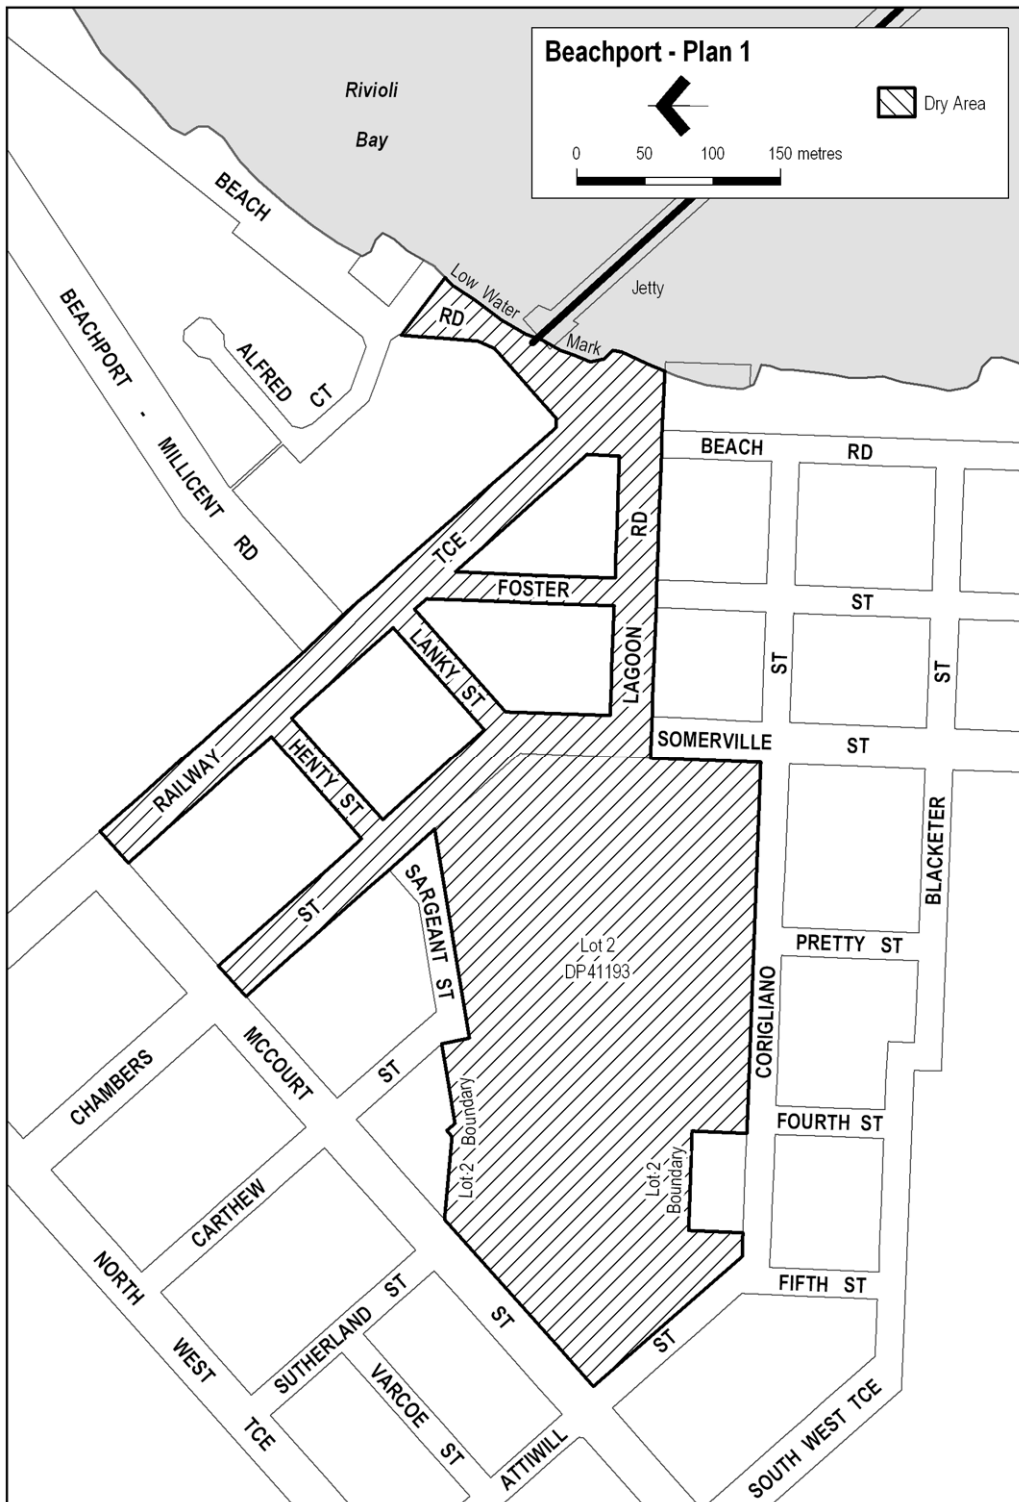 Beachport - Plan 1
Dry Area
0 50 100 150 metres
Rivioli
Bay
BEACH
RD
Low Water
Mark
Jetty
BEACHPORT - MILLICENT RD
ALFRED
CT
BEACH RD
TCE
RD
FOSTER
ST
LANKY ST
LAGOON
ST
ST
HENTY ST
RAILWAY
SOMERVILLE ST
BLACKETER
ST
SARGEANT ST
PRETTY ST
Lot 2
DP41193
CORIGLIANO
MCCOURT
ST
CHAMBERS
Lot 2
Boundary
FOURTH ST
Lot 2
Boundary
CARTHEW
NORTH WEST TCE
SUTHERLAND ST
ST
FIFTH ST
VARCOE ST
ST
ATTIWILL
SOUTH WEST TCE